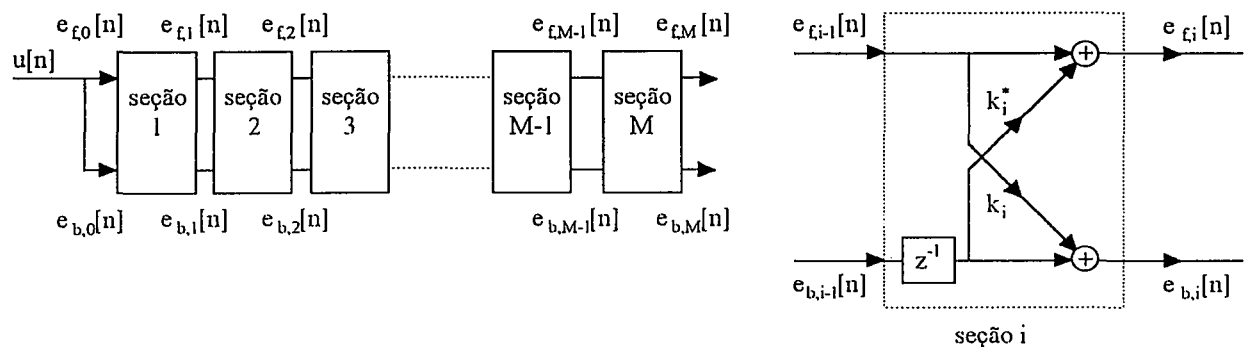 e_{f,0}[n] e_{f,1}[n] e_{f,2}[n] e_{f,M-1}[n] e_{f,M}[n]
u[n]
seção 1
seção 2
seção 3
seção M-1
seção M
e_{b,0}[n] e_{b,1}[n] e_{b,2}[n] e_{b,M-1}[n] e_{b,M}[n]
e_{f,i-1}[n] e_{f,i}[n]
+
k_i^*
k_i
z^{-1}
+
e_{b,i-1}[n] e_{b,i}[n]
seção i